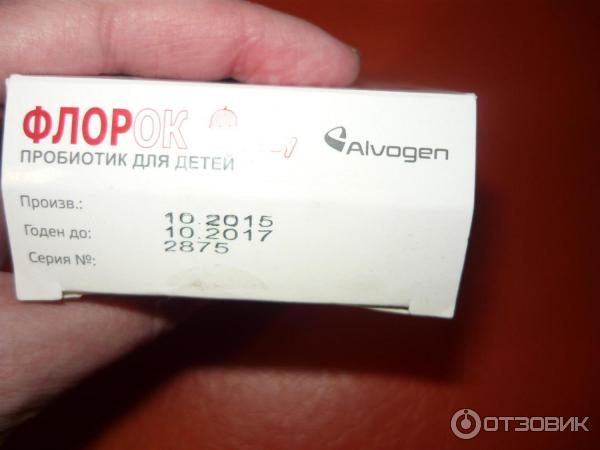 ФЛОРОК
Alvogen
ПРОБИОТИК ДЛЯ ДЕТЕЙ
Произв.: 10.2015
Годен до: 10.2017
Серия №: 2875
ОТЗОВИК